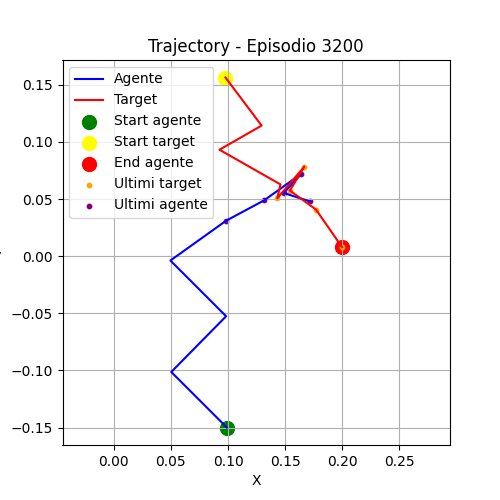 Trajectory - Episodio 3200
Agente
Target
Start agente
Start target
End agente
Ultimi target
Ultimi agente
0.15
0.10
0.05
0.00
−0.05
−0.10
−0.15
0.00 0.05 0.10 0.15 0.20 0.25
X